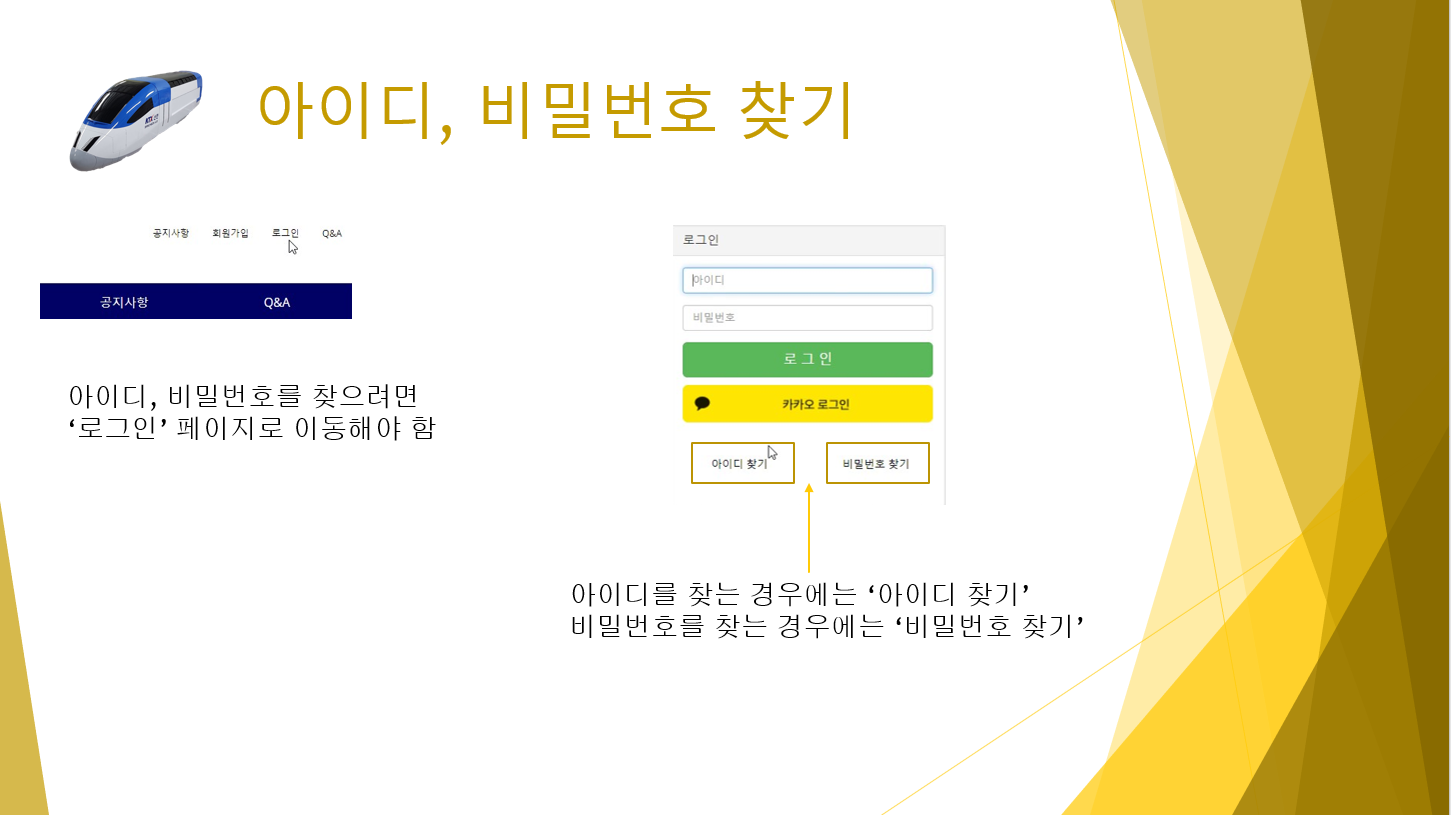 아이디, 비밀번호 찾기
공지사항 회원가입 로그인 Q&A
공지사항 Q&A
아이디, 비밀번호를 찾으려면
‘로그인’ 페이지로 이동해야 함
로그인
아이디
비밀번호
로 그 인
카카오 로그인
아이디 찾기 비밀번호 찾기
아이디를 찾는 경우에는 ‘아이디 찾기’
비밀번호를 찾는 경우에는 ‘비밀번호 찾기’